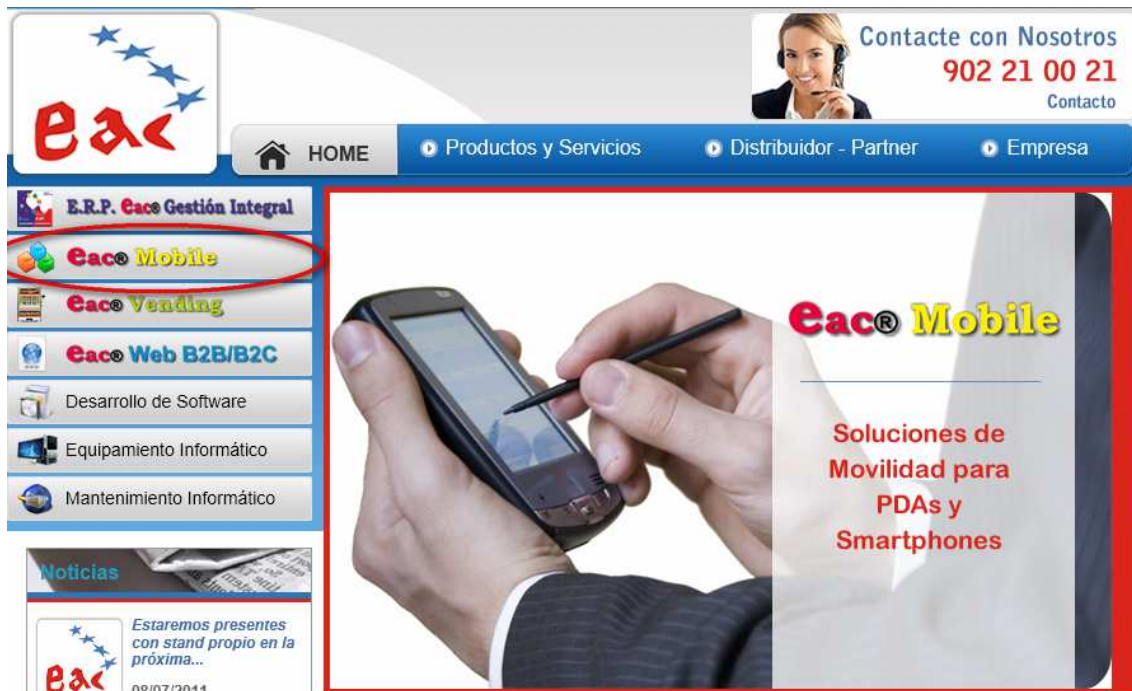 eac
Contacte con Nosotros
902 21 00 21
Contacto
HOME
Productos y Servicios
Distribuidor - Partner
Empresa
E.R.P. eac® Gestión Integral
eac® Mobile
eac® Vending
eac® Web B2B/B2C
Desarrollo de Software
Equipamiento Informático
Mantenimiento Informático
eac® Mobile
Soluciones de
Movilidad para
PDAs y
Smartphones
Noticias
eac
Estaremos presentes
con stand propio en la
próxima...
08/07/2011